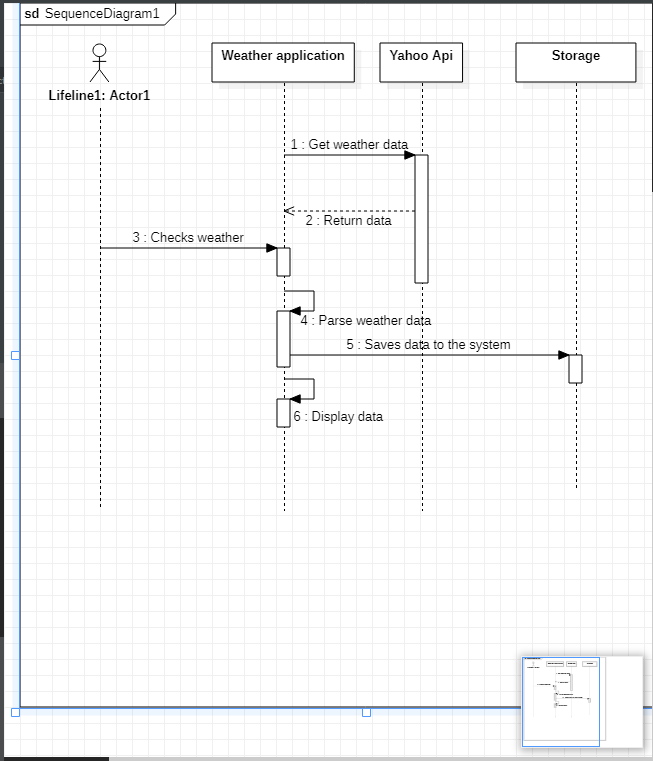 sd SequenceDiagram1
Weather application
Yahoo Api
Storage
Lifeline1: Actor1
1 : Get weather data
2 : Return data
3 : Checks weather
4 : Parse weather data
5 : Saves data to the system
6 : Display data